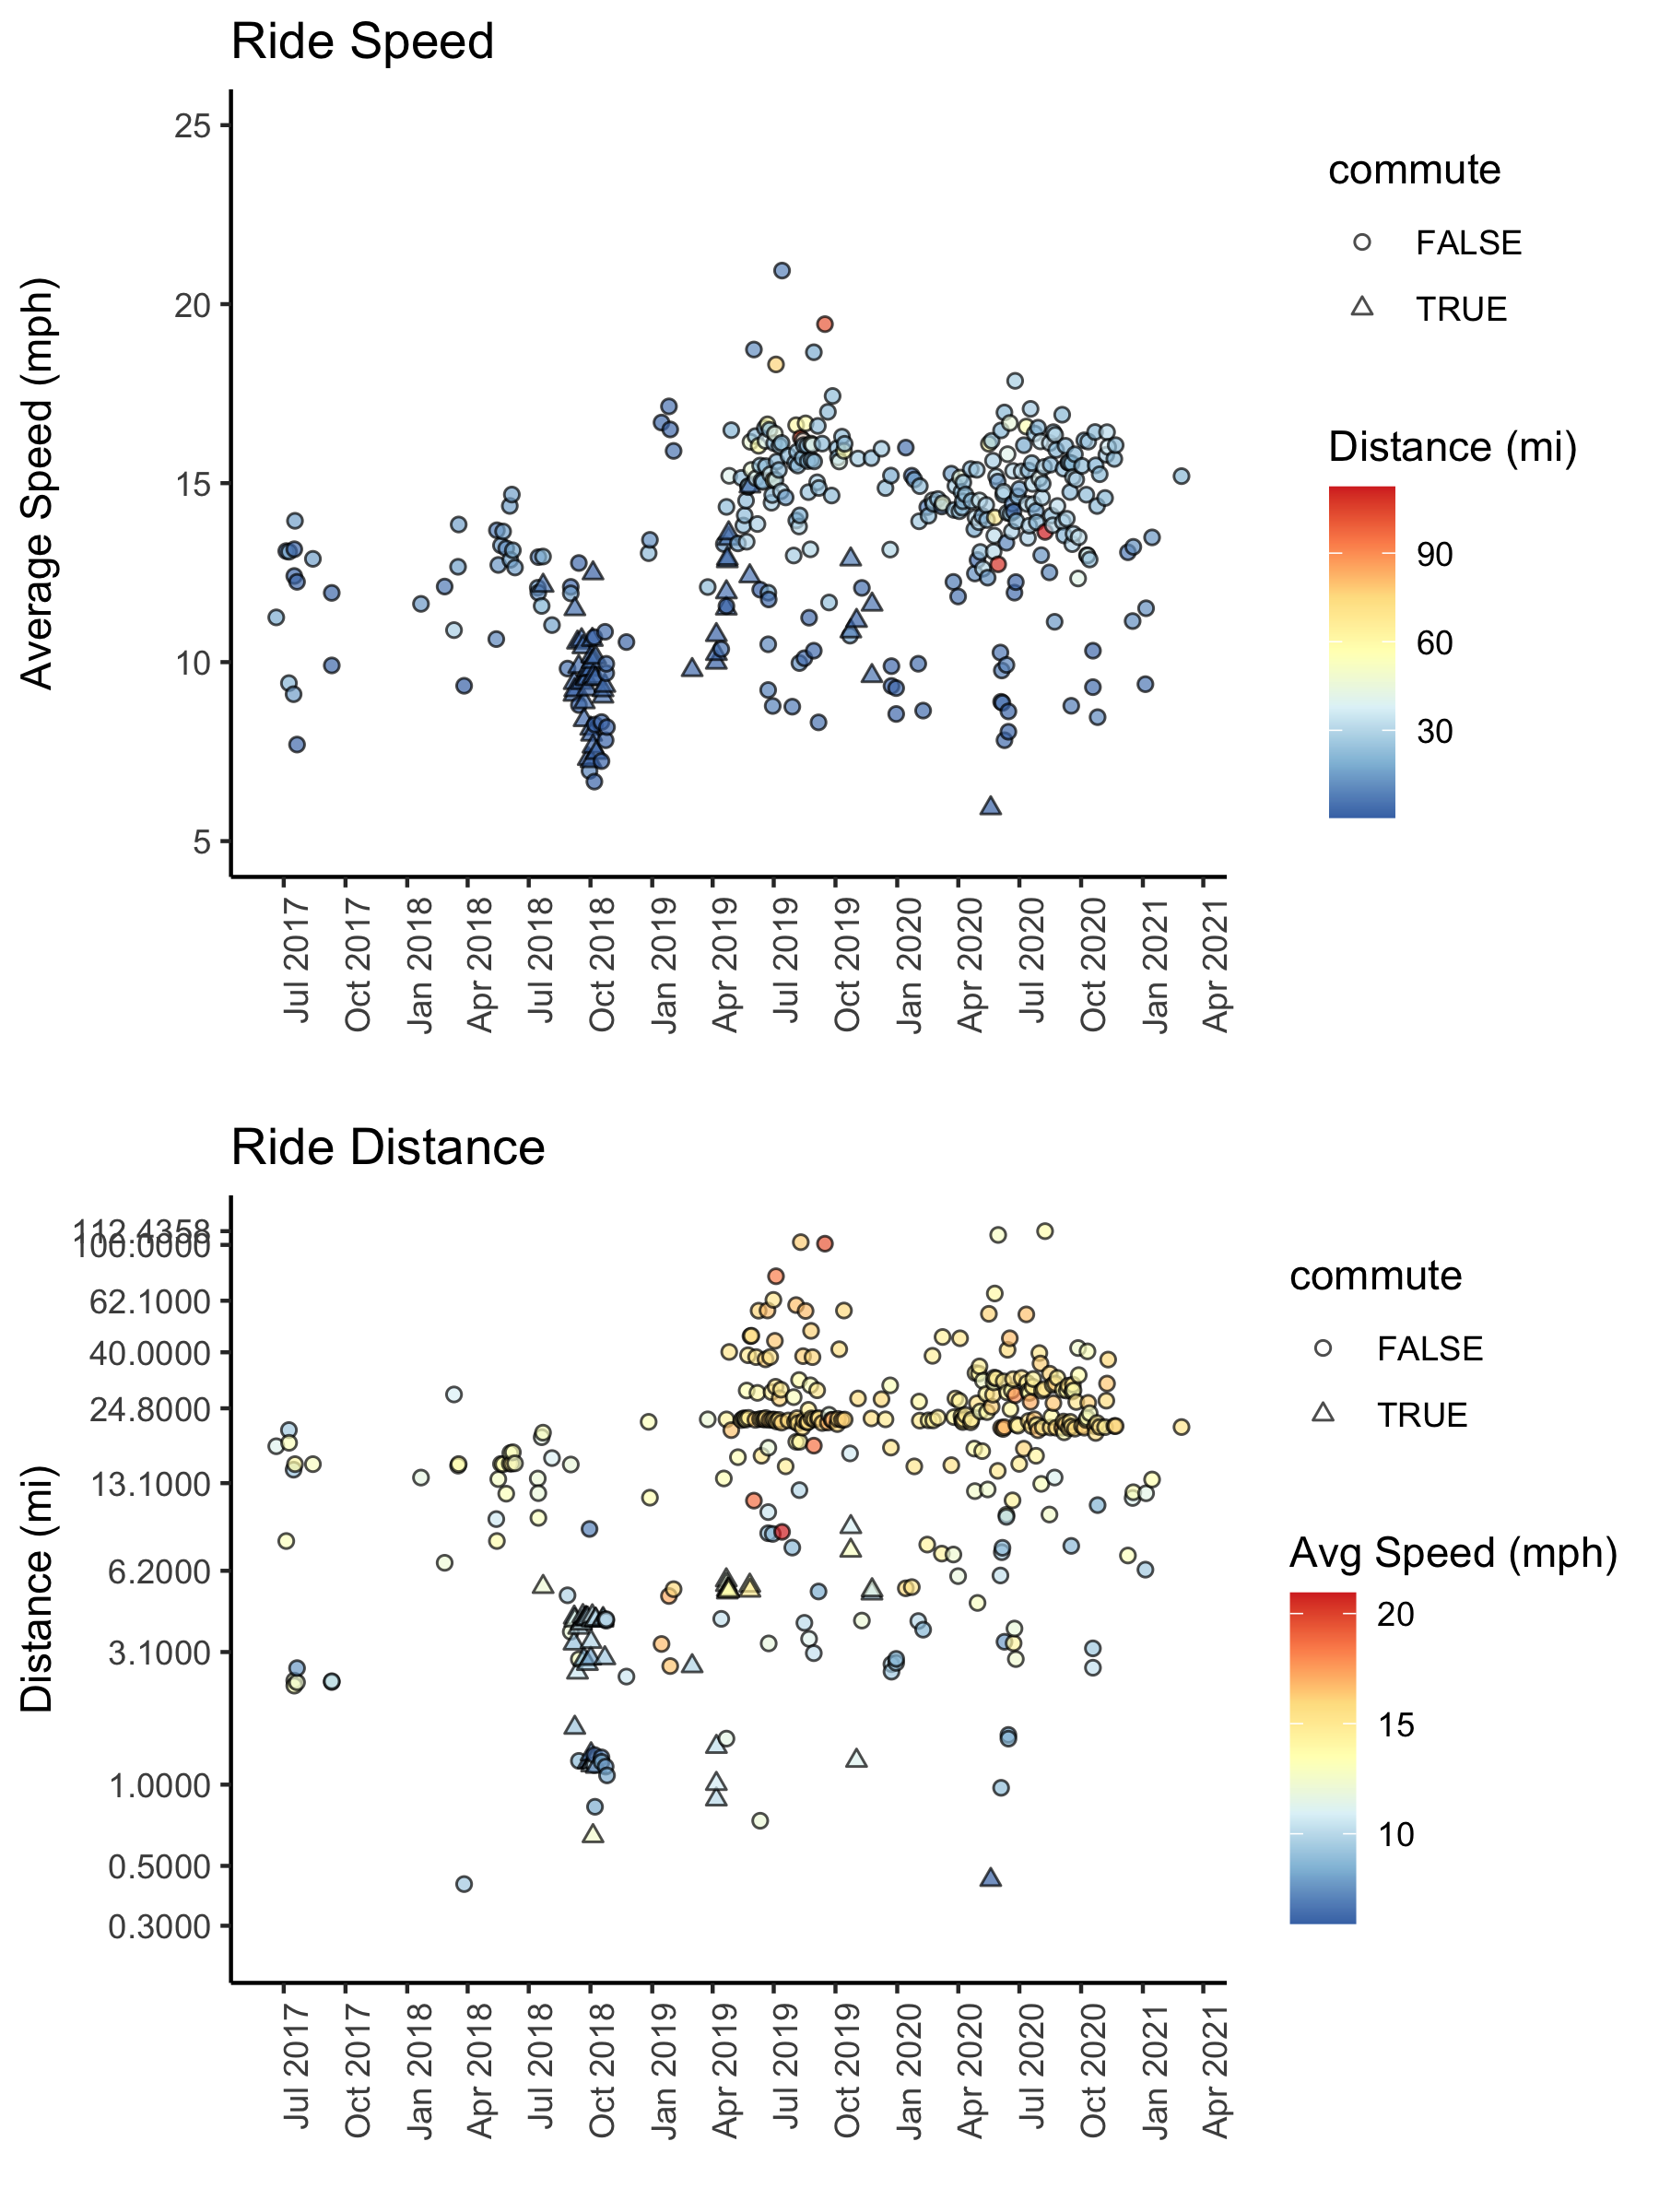 Ride Speed
Average Speed (mph)
25
20
15
10
5
Jul 2017
Oct 2017
Jan 2018
Apr 2018
Jul 2018
Oct 2018
Jan 2019
Apr 2019
Jul 2019
Oct 2019
Jan 2020
Apr 2020
Jul 2020
Oct 2020
Jan 2021
Apr 2021
commute
FALSE
TRUE
Distance (mi)
90
60
30
Ride Distance
Distance (mi)
112.4358
100.0000
62.1000
40.0000
24.8000
13.1000
6.2000
3.1000
1.0000
0.5000
0.3000
Jul 2017
Oct 2017
Jan 2018
Apr 2018
Jul 2018
Oct 2018
Jan 2019
Apr 2019
Jul 2019
Oct 2019
Jan 2020
Apr 2020
Jul 2020
Oct 2020
Jan 2021
Apr 2021
commute
FALSE
TRUE
Avg Speed (mph)
20
15
10